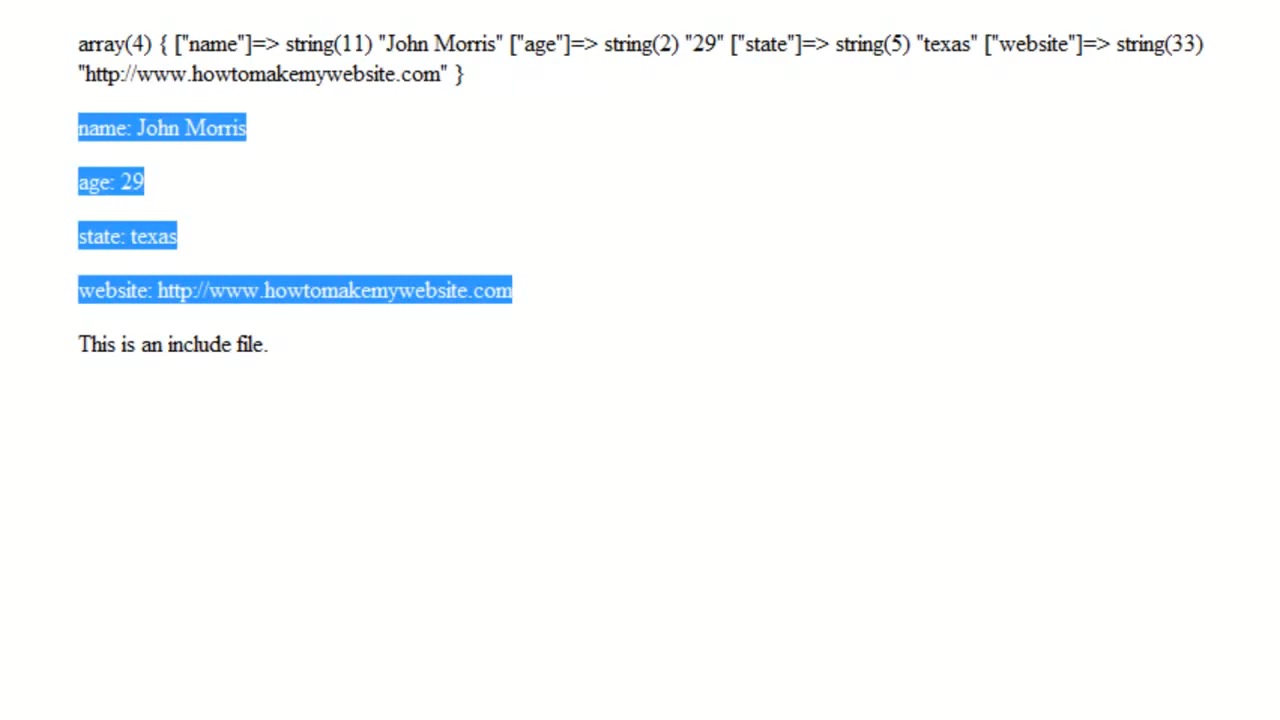 array(4) { ["name"]=> string(11) "John Morris" ["age"]=> string(2) "29" ["state"]=> string(5) "texas" ["website"]=> string(33)
"http://www.howtomakemywebsite.com" }
name: John Morris
age: 29
state: texas
website: http://www.howtomakemywebsite.com
This is an include file.